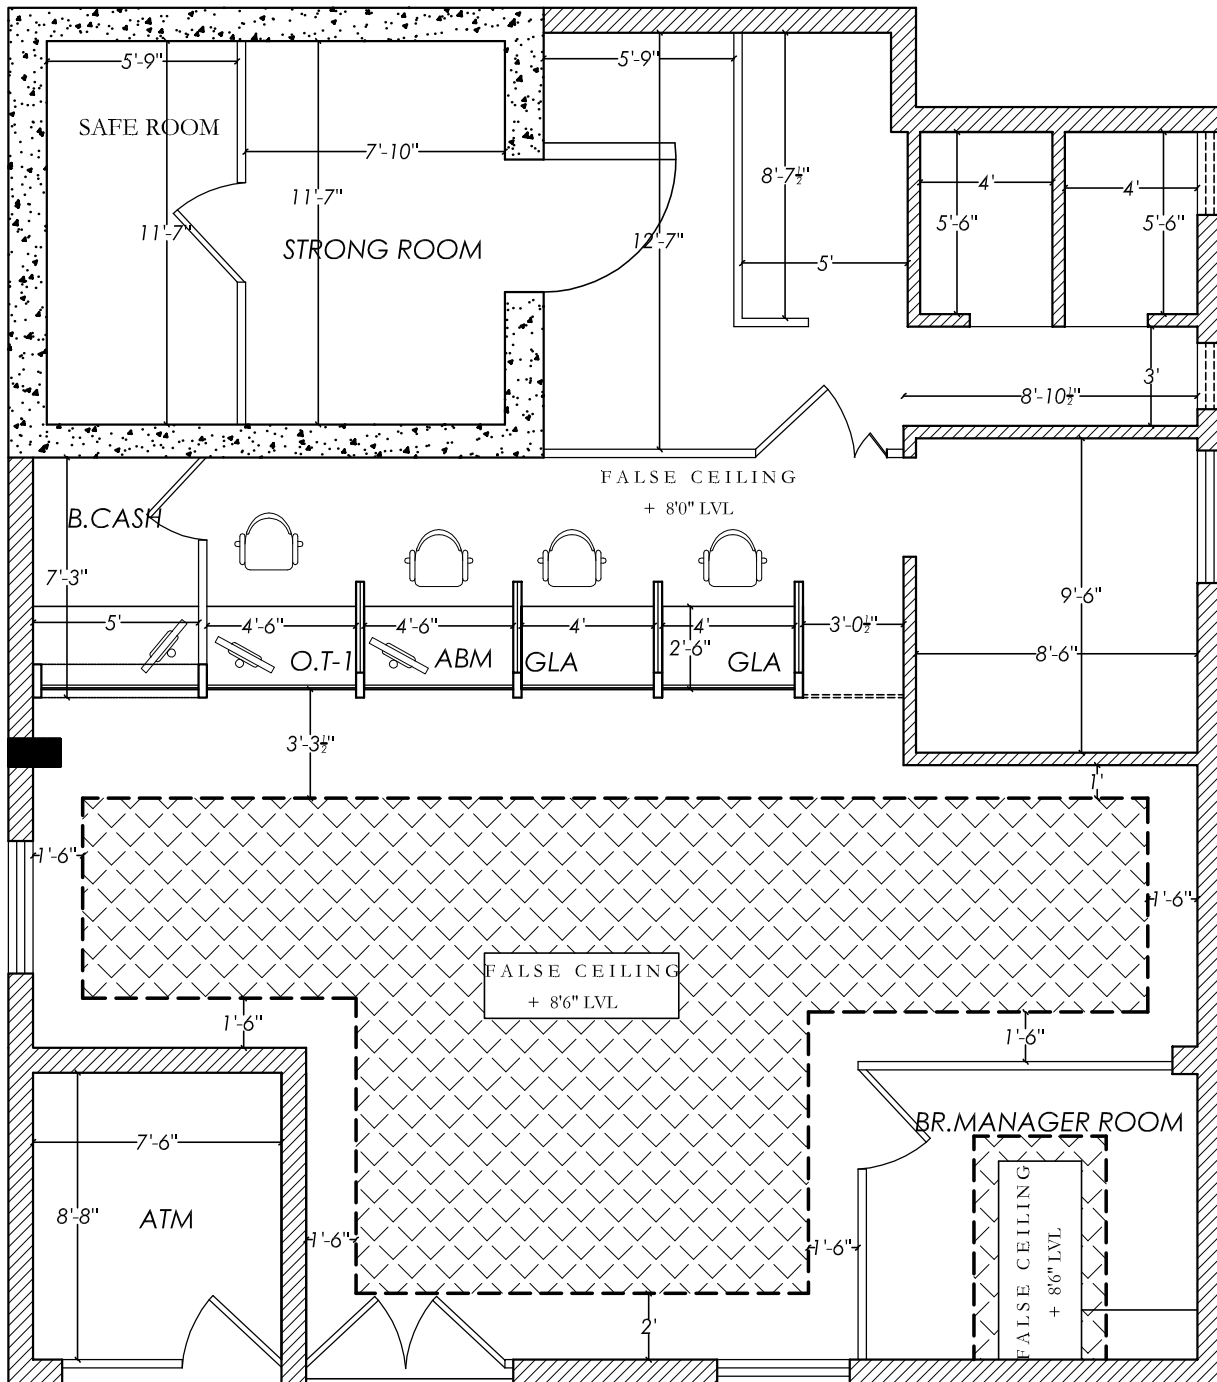 5'-9"
5'-9"
SAFE ROOM
7'-10"
8'-7½"
4'
4'
11'-7"
5'-6"
5'-6"
11'-7"
12'-7"
STRONG ROOM
5'
3'
8'-10½"
FALSE CEILING
+ 8'0" LVL
B.CASH
7'-3"
9'-6"
5'
4'-6"
4'-6"
4'
4'
3'-0½"
2'-6"
8'-6"
O.T-1
ABM
GLA
GLA
3'-3½"
1'
1'-6"
1'-6"
FALSE CEILING
+ 8'6" LVL
1'-6"
1'-6"
BR.MANAGER ROOM
7'-6"
8'-8"
ATM
FALSE CEILING
+ 8'6" LVL
1'-6"
1'-6"
2'